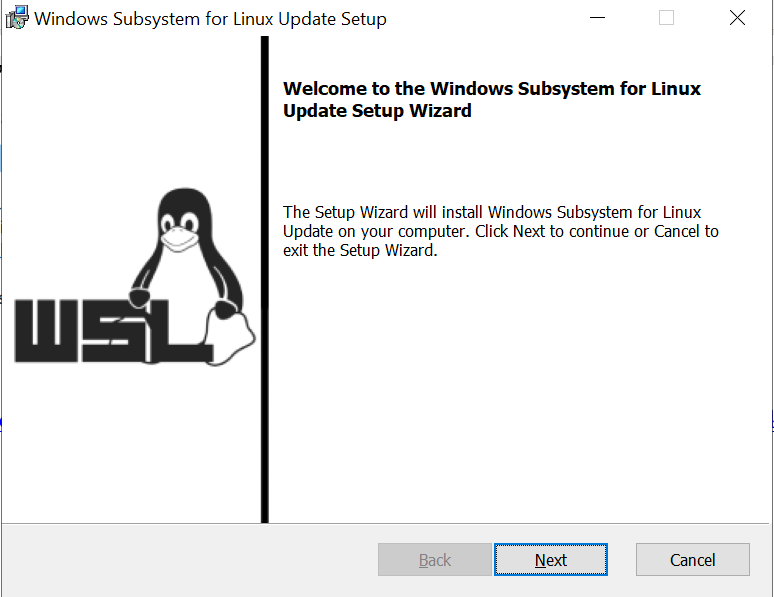 Windows Subsystem for Linux Update Setup
Welcome to the Windows Subsystem for Linux
Update Setup Wizard
The Setup Wizard will install Windows Subsystem for Linux
Update on your computer. Click Next to continue or Cancel to
exit the Setup Wizard.
WSL
Back
Next
Cancel